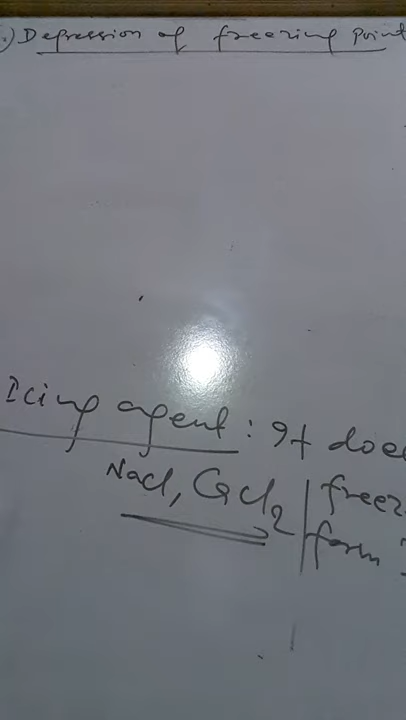 .) Depression of freezing point
Icing agent: It doe
NaCl, CaCl2 | freez
form I